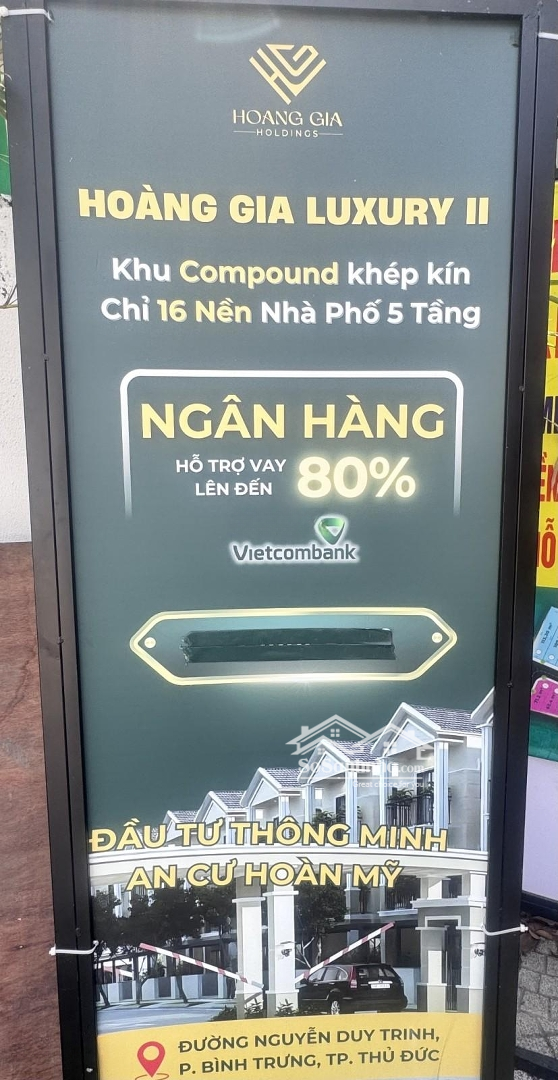 HOANG GIA
HOLDINGS
HOÀNG GIA LUXURY II
Khu Compound khép kín
Chỉ 16 Nền Nhà Phố 5 Tầng
NGÂN HÀNG
HỖ TRỢ VAY
LÊN ĐẾN 80%
Vietcombank
ĐẦU TƯ THÔNG MINH
AN CƯ HOÀN MỸ
ĐƯỜNG NGUYỄN DUY TRINH,
P. BÌNH TRƯNG, TP. THỦ ĐỨC